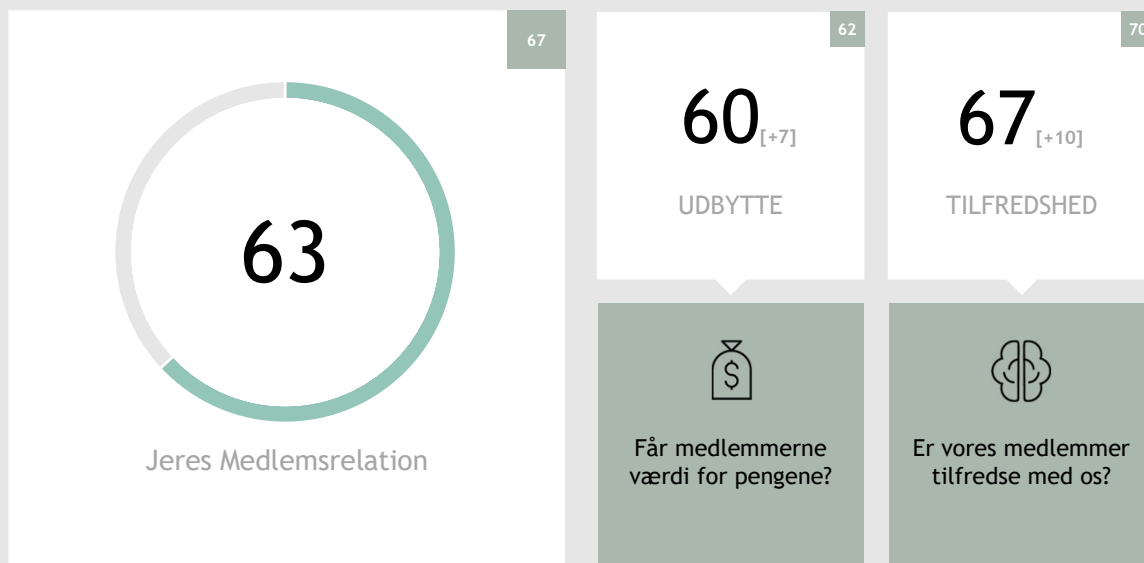 67
63
Jeres Medlemsrelation
62
60 [+7]
UDBYTTE
Får medlemmerne
værdi for pengene?
70
67 [+10]
TILFREDSHED
Er vores medlemmer
tilfredse med os?